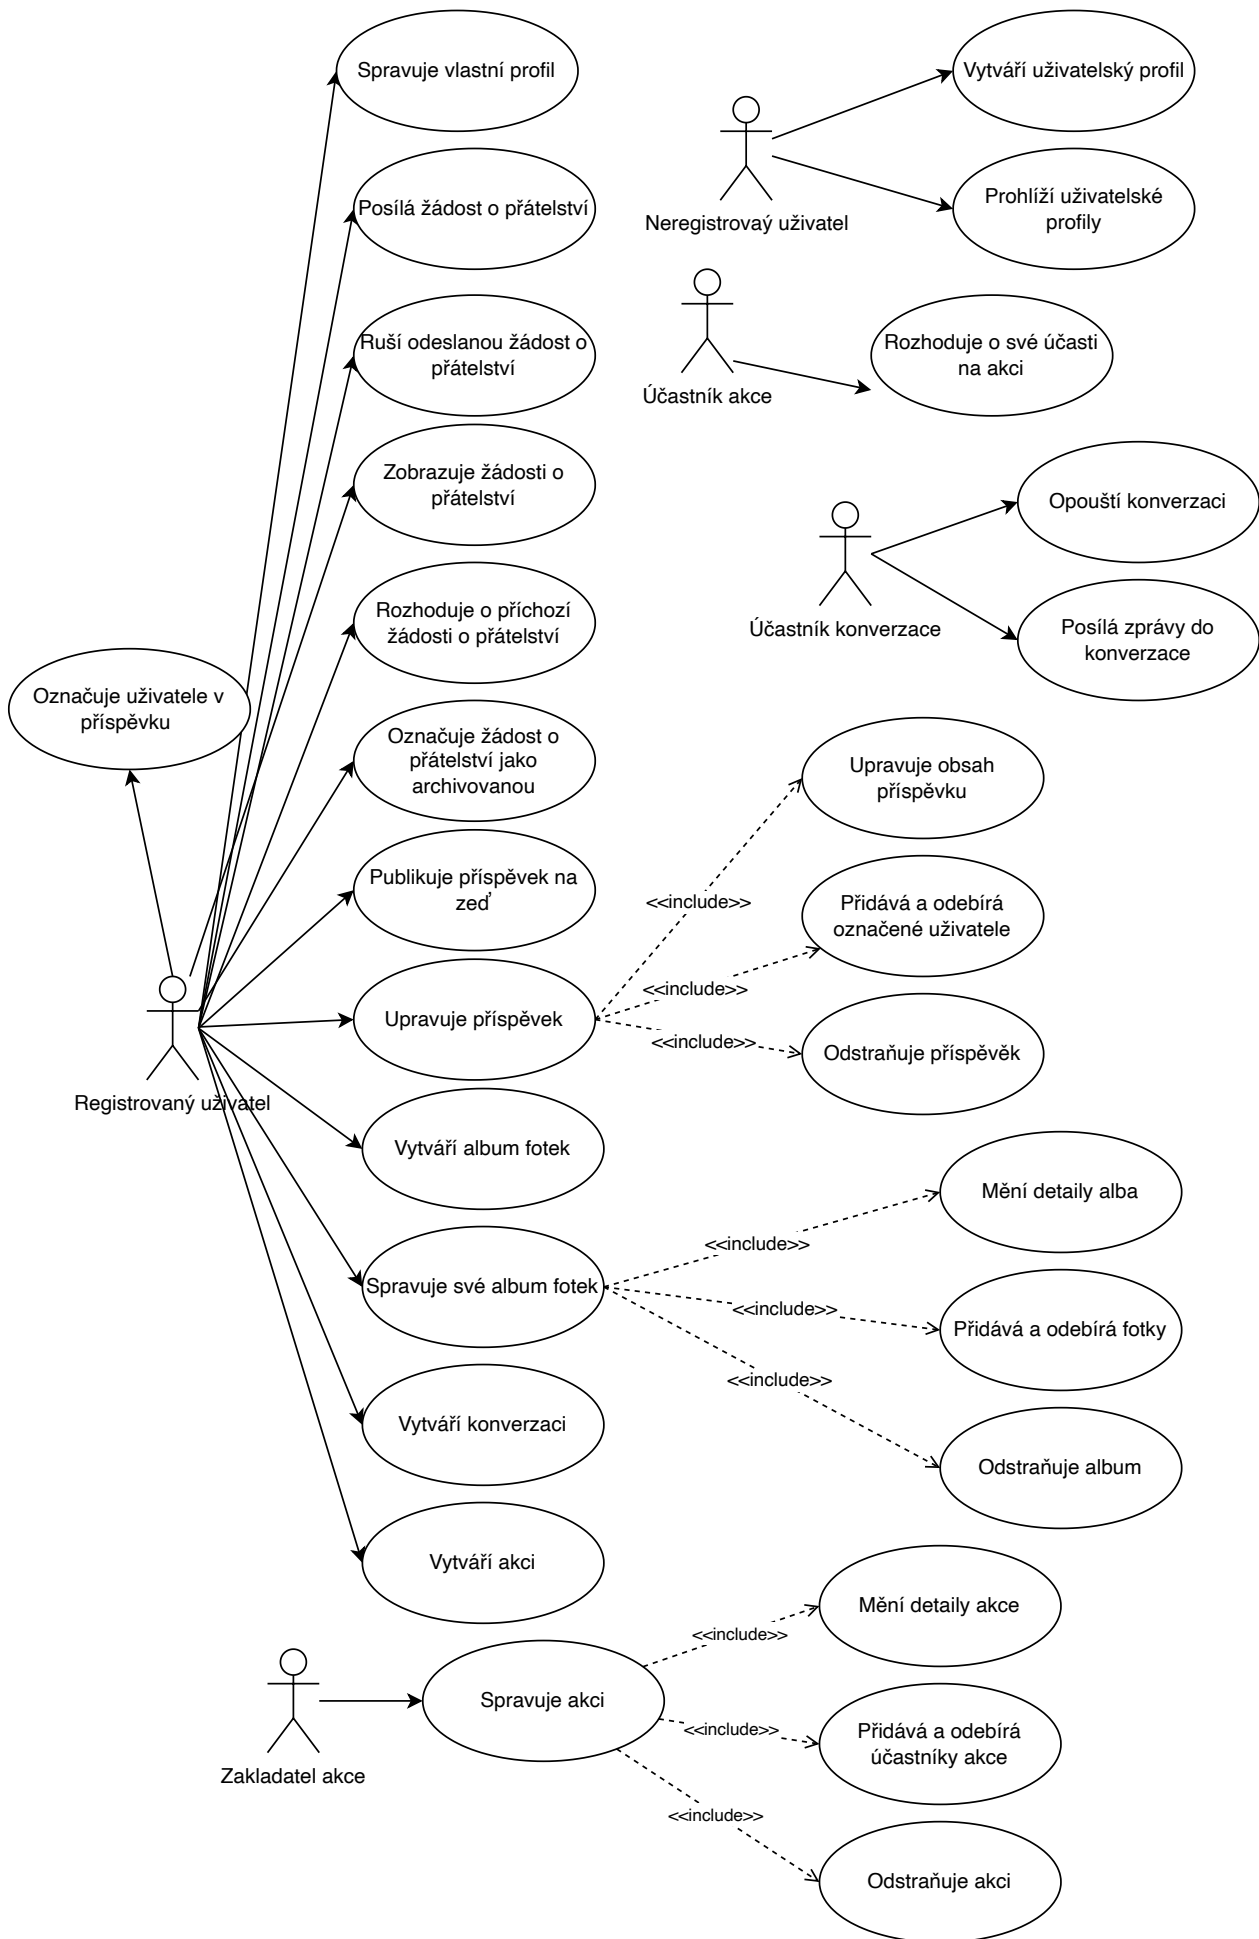 Spravuje vlastní profil
Vytváří uživatelský profil
Posílá žádost o přátelství
Prohlíží uživatelské
profily
Neregistrovaý uživatel
Ruší odeslanou žádost o
přátelství
Rozhoduje o své účasti
na akci
Účastník akce
Zobrazuje žádosti o
přátelství
Opouští konverzaci
Rozhoduje o příchozí
žádosti o přátelství
Účastník konverzace
Posílá zprávy do
konverzace
Označuje uživatele v
příspěvku
Označuje žádost o
přátelství jako
archivovanou
Upravuje obsah
příspěvku
Publikuje příspěvek na
zeď
<<include>>
Přidává a odebírá
označené uživatele
<<include>>
Upravuje příspěvek
<<include>>
Odstraňuje příspěvěk
Registrovaný uživatel
Vytváří album fotek
Mění detaily alba
<<include>>
Spravuje své album fotek
<<include>>
Přidává a odebírá fotky
<<include>>
Vytváří konverzaci
Odstraňuje album
Vytváří akci
Mění detaily akce
<<include>>
Spravuje akci
<<include>>
Přidává a odebírá
účastníky akce
Zakladatel akce
<<include>>
Odstraňuje akci